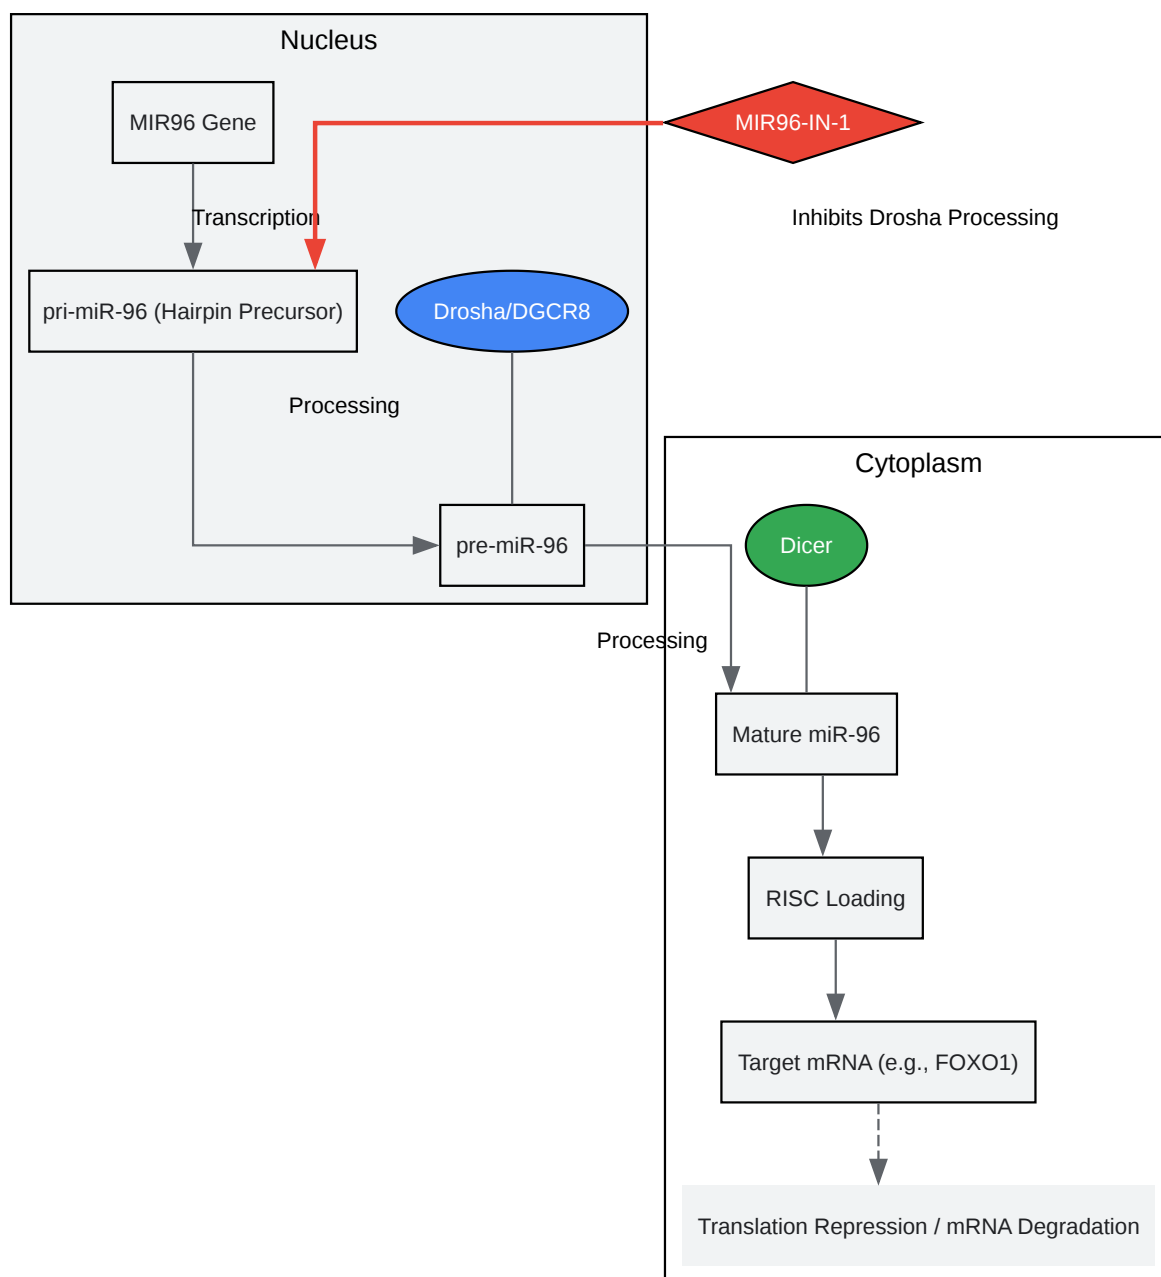 Nucleus
MIR96 Gene
MIR96-IN-1
Transcription
Inhibits Drosha Processing
pri-miR-96 (Hairpin Precursor)
Drosha/DGCR8
Processing
Cytoplasm
pre-miR-96
Dicer
Processing
Mature miR-96
RISC Loading
Target mRNA (e.g., FOXO1)
Translation Repression / mRNA Degradation